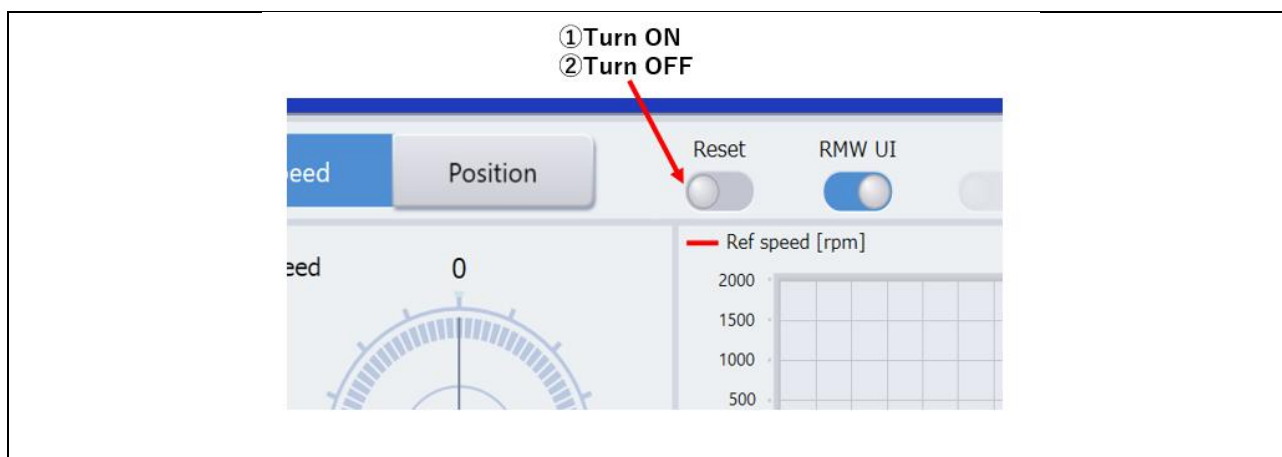 ①Turn ON
②Turn OFF
Reset RMW UI
eed Position
Ref speed [rpm]
eed 0
2000
1500
1000
500